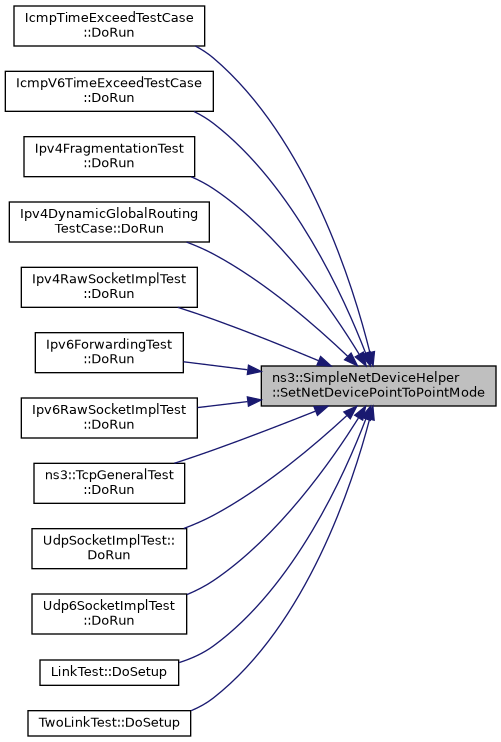 IcmpTimeExceedTestCase
::DoRun
IcmpV6TimeExceedTestCase
::DoRun
Ipv4FragmentationTest
::DoRun
Ipv4DynamicGlobalRouting
TestCase::DoRun
Ipv4RawSocketImplTest
::DoRun
Ipv6ForwardingTest
::DoRun
ns3::SimpleNetDeviceHelper
::SetNetDevicePointToPointMode
Ipv6RawSocketImplTest
::DoRun
ns3::TcpGeneralTest
::DoRun
UdpSocketImplTest::
DoRun
Udp6SocketImplTest
::DoRun
LinkTest::DoSetup
TwoLinkTest::DoSetup